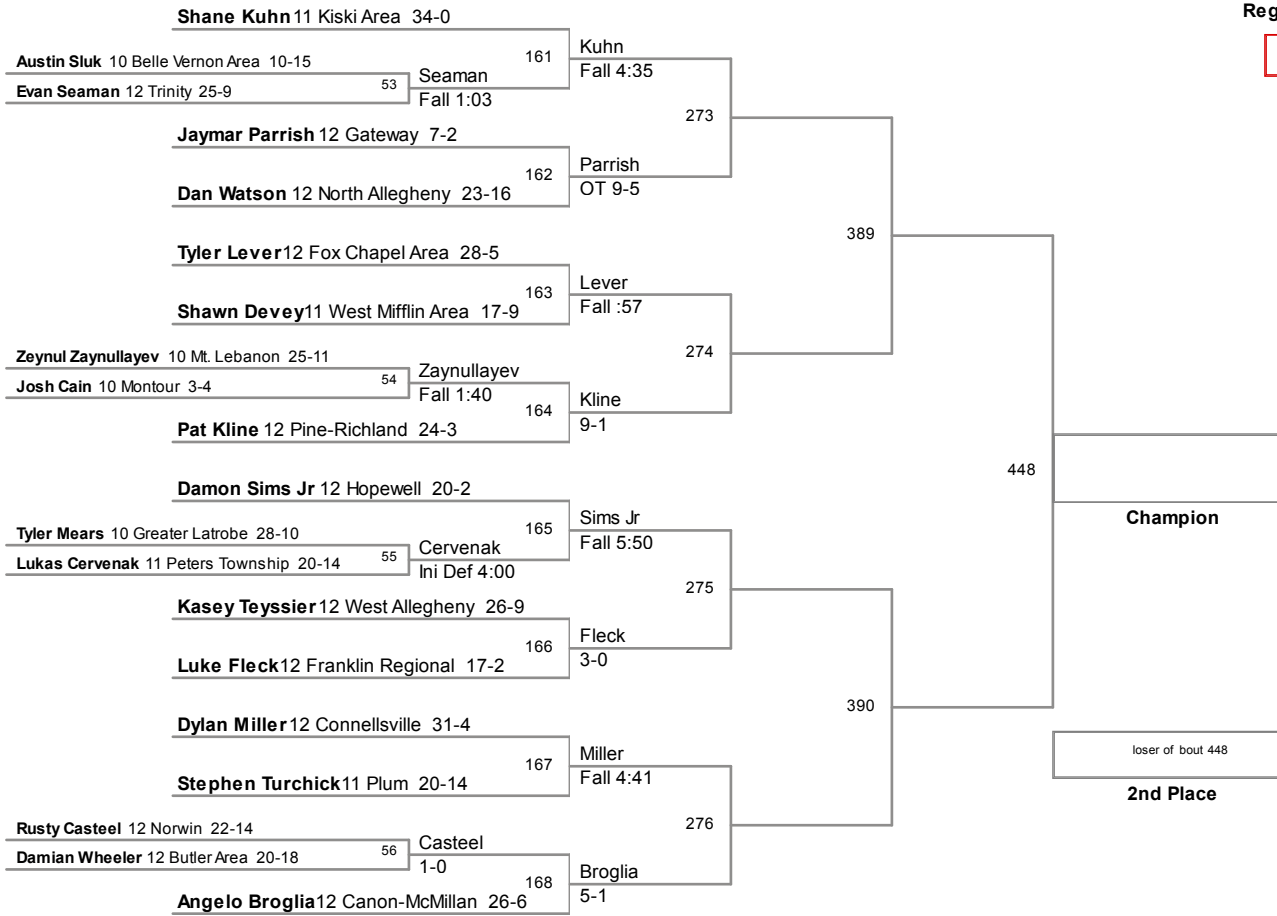 Shane Kuhn 11 Kiski Area 34-0
Reg
Austin Sluk 10 Belle Vernon Area 10-15
161
Kuhn
Fall 4:35
Evan Seaman 12 Trinity 25-9
53
Seaman
Fall 1:03
273
Jaymar Parrish 12 Gateway 7-2
162
Parrish
OT 9-5
Dan Watson 12 North Allegheny 23-16
389
Tyler Lever 12 Fox Chapel Area 28-5
163
Lever
Fall :57
Shawn Devey 11 West Mifflin Area 17-9
274
Zeynul Zaynullayev 10 Mt. Lebanon 25-11
54
Zaynullayev
Fall 1:40
Josh Cain 10 Montour 3-4
164
Kline
9-1
Pat Kline 12 Pine-Richland 24-3
448
Champion
Damon Sims Jr 12 Hopewell 20-2
165
Sims Jr
Fall 5:50
Tyler Mears 10 Greater Latrobe 28-10
55
Cervenak
Ini Def 4:00
Lukas Cervenak 11 Peters Township 20-14
275
Kasey Teyssier 12 West Allegheny 26-9
166
Fleck
3-0
Luke Fleck 12 Franklin Regional 17-2
390
Dylan Miller 12 Connellsville 31-4
167
Miller
Fall 4:41
loser of bout 448
2nd Place
Stephen Turchick 11 Plum 20-14
276
Rusty Casteel 12 Norwin 22-14
56
Casteel
1-0
Damian Wheeler 12 Butler Area 20-18
168
Broglia
5-1
Angelo Broglia 12 Canon-McMillan 26-6